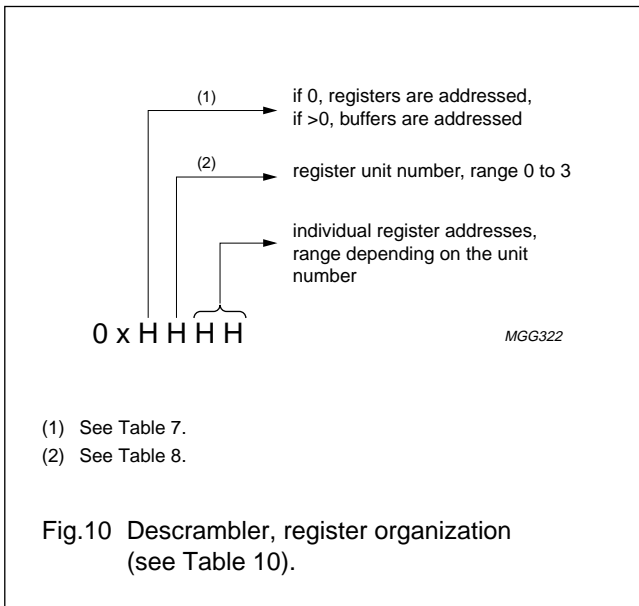 (1)
if 0, registers are addressed,
if >0, buffers are addressed
(2)
register unit number, range 0 to 3
individual register addresses,
range depending on the unit
number
0 x H H H H
MGG322
(1) See Table 7.
(2) See Table 8.
Fig.10 Descrambler, register organization
(see Table 10).